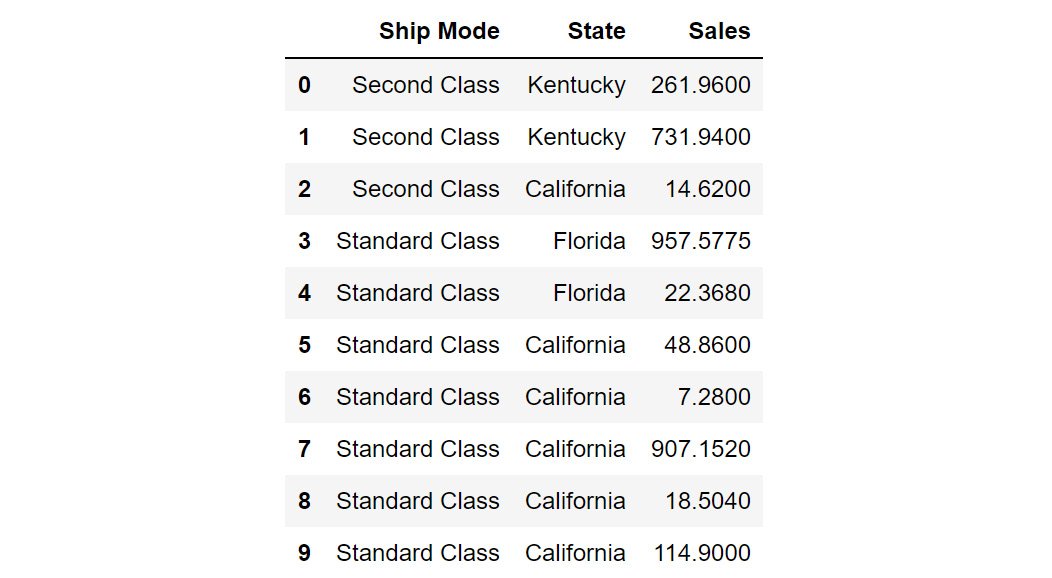 Ship Mode State Sales
0 Second Class Kentucky 261.9600
1 Second Class Kentucky 731.9400
2 Second Class California 14.6200
3 Standard Class Florida 957.5775
4 Standard Class Florida 22.3680
5 Standard Class California 48.8600
6 Standard Class California 7.2800
7 Standard Class California 907.1520
8 Standard Class California 18.5040
9 Standard Class California 114.9000